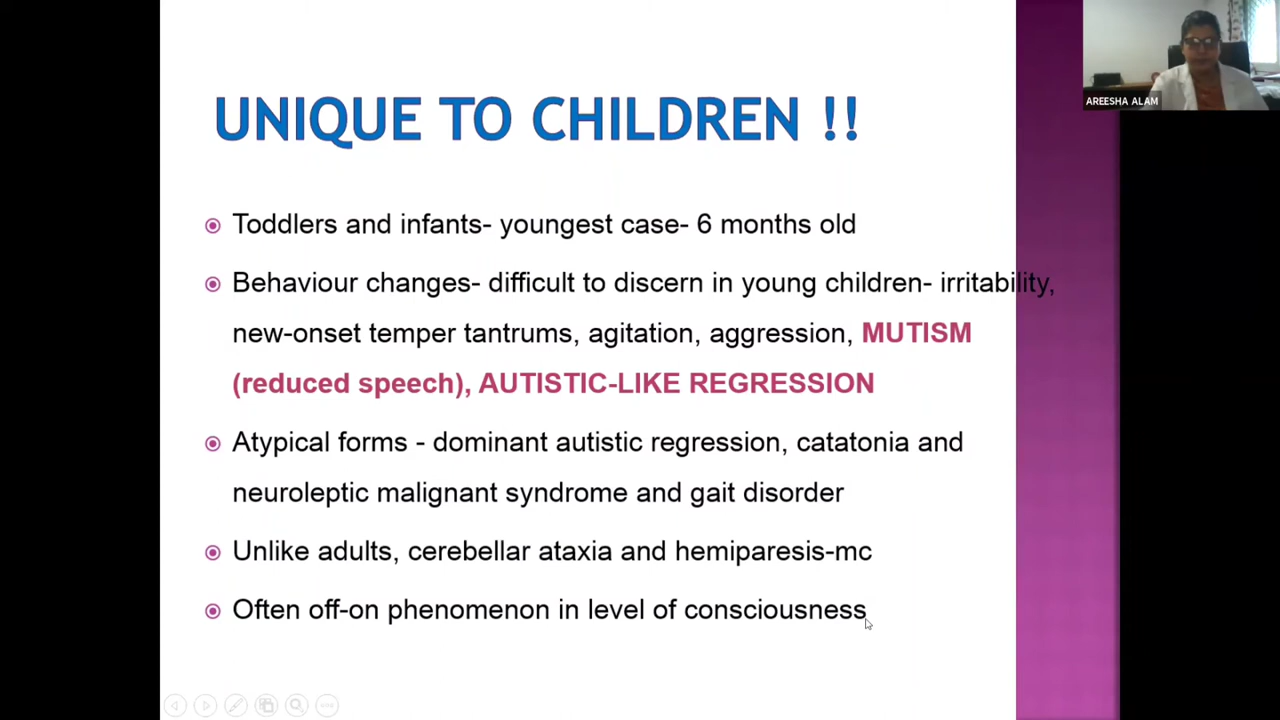 AREESHA ALAM
UNIQUE TO CHILDREN !!
Toddlers and infants- youngest case- 6 months old
Behaviour changes- difficult to discern in young children- irritability,
new-onset temper tantrums, agitation, aggression, MUTISM
(reduced speech), AUTISTIC-LIKE REGRESSION
Atypical forms - dominant autistic regression, catatonia and
neuroleptic malignant syndrome and gait disorder
Unlike adults, cerebellar ataxia and hemiparesis-mc
Often off-on phenomenon in level of consciousness